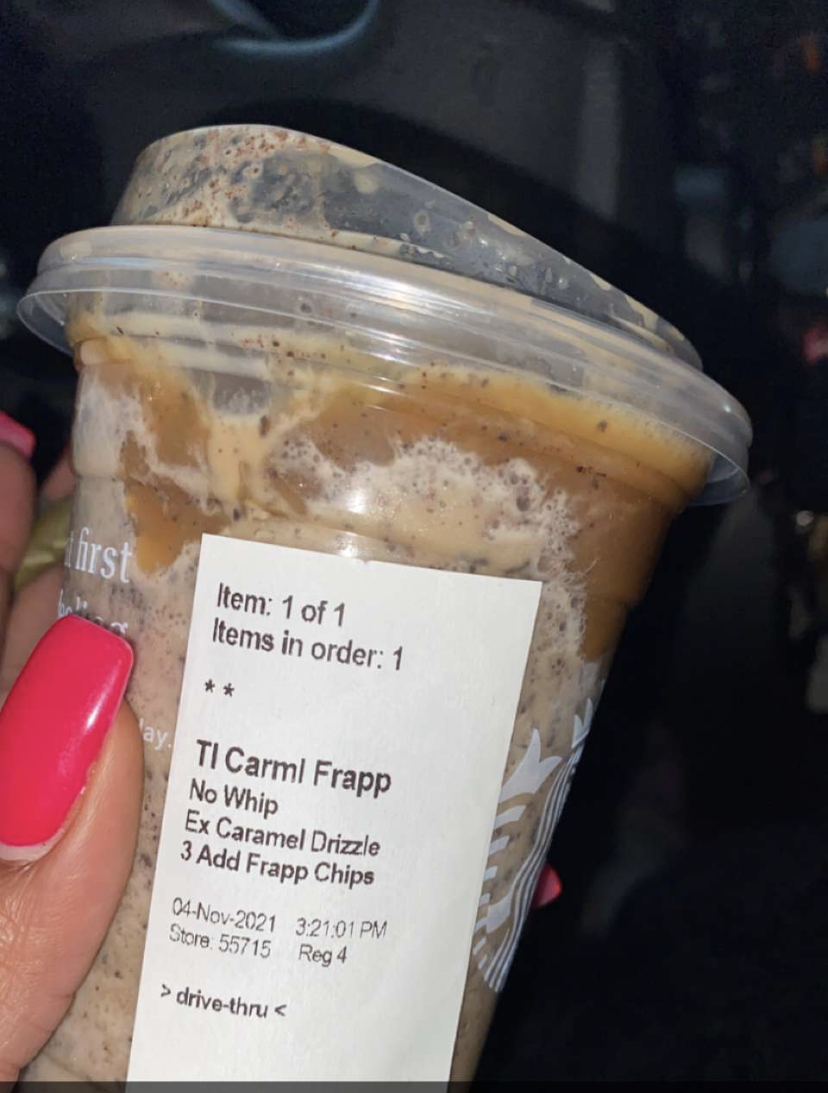 t first
Item: 1 of 1
Items in order: 1
* *
lay.
Tl Carml Frapp
No Whip
Ex Caramel Drizzle
3 Add Frapp Chips
04-Nov-2021 3:21:01 PM
Store: 55715 Reg 4
> drive-thru <